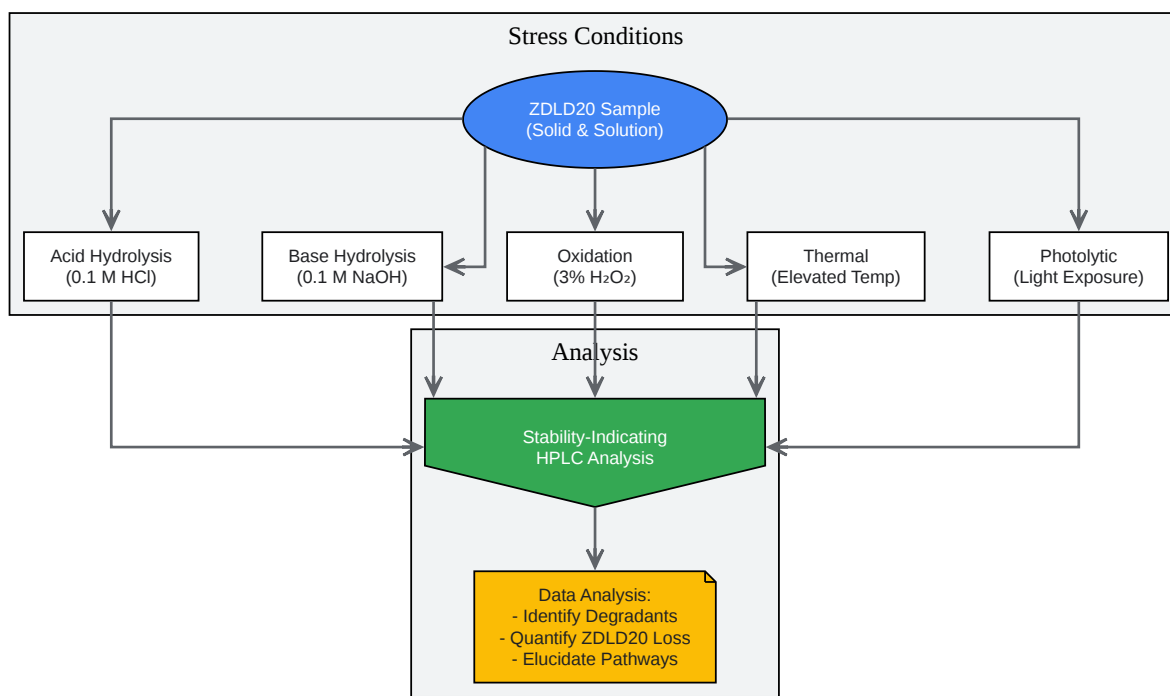 Stress Conditions
ZDLD20 Sample
(Solid & Solution)
Acid Hydrolysis
(0.1 M HCl)
Base Hydrolysis
(0.1 M NaOH)
Oxidation
(3% H₂O₂)
Thermal
(Elevated Temp)
Photolytic
(Light Exposure)
Analysis
Stability-Indicating
HPLC Analysis
Data Analysis:
- Identify Degradants
- Quantify ZDLD20 Loss
- Elucidate Pathways